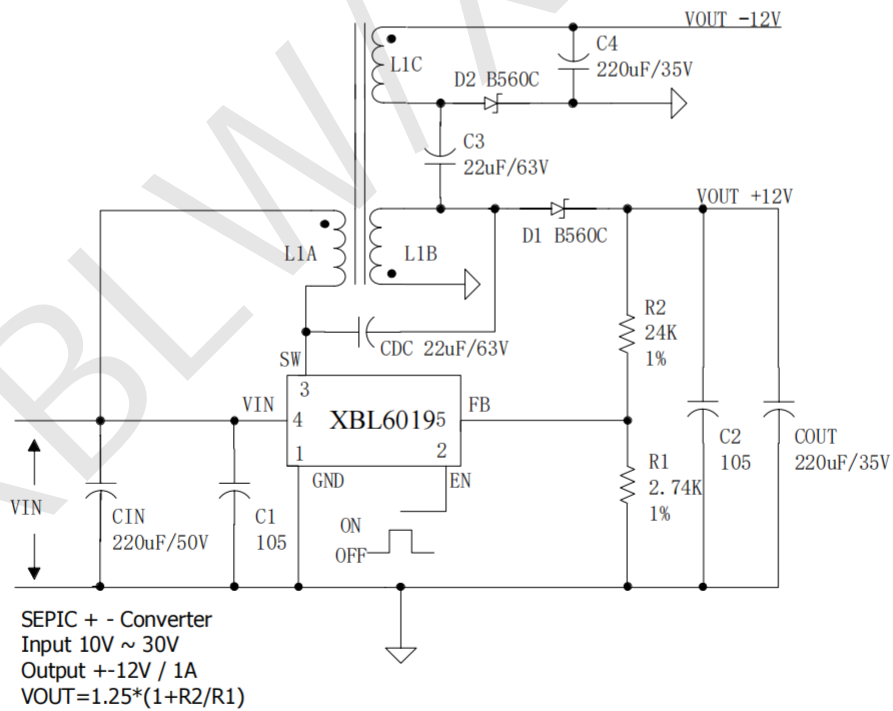 VOUT -12V
C4
220uF/35V
L1C
D2 B560C
C3
22uF/63V
VOUT +12V
D1 B560C
L1A
L1B
R2
24K
1%
CDC 22uF/63V
SW
3
VIN
4
XBL6019
5
FB
1
2
GND
EN
C2
105
COUT
220uF/35V
R1
2.74K
1%
VIN
CIN
220uF/50V
C1
105
ON
OFF
SEPIC + - Converter
Input 10V ~ 30V
Output +-12V / 1A
VOUT=1.25*(1+R2/R1)
XBLW